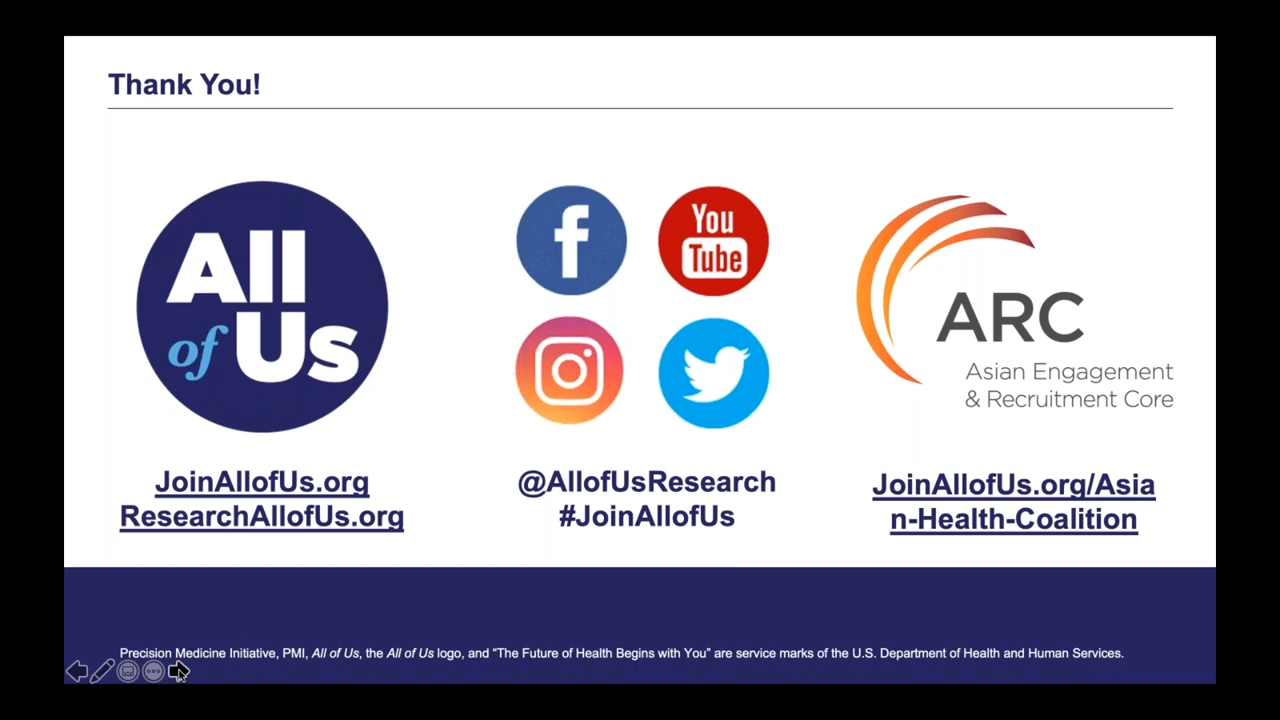 Thank You!
All
of Us
f
You
Tube
ARC
Asian Engagement
& Recruitment Core
JoinAllofUs.org
ResearchAllofUs.org
@AllofUsResearch
#JoinAllofUs
JoinAllofUs.org/Asia
n-Health-Coalition
Precision Medicine Initiative, PMI, All of Us, the All of Us logo, and “The Future of Health Begins with You” are service marks of the U.S. Department of Health and Human Services.